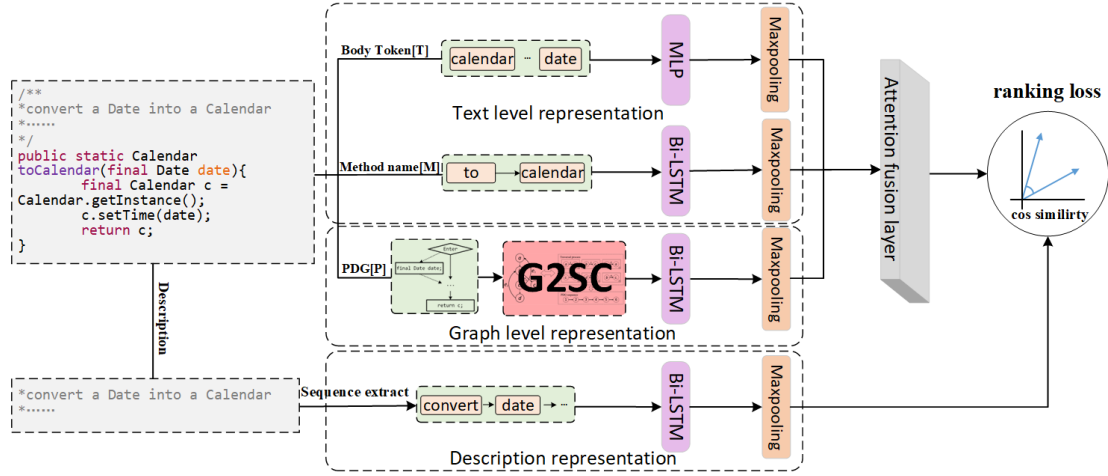 /**
*convert a Date into a Calendar
*······
*/
public static Calendar
toCalendar(final Date date){
final Calendar c =
Calendar.getInstance();
c.setTime(date);
return c;
}
Description
*convert a Date into a Calendar
*······
Body Token[T]
calendar ··· date
MLP
Maxpooling
Text level representation
Method name[M]
to calendar
Bi-LSTM
Maxpooling
PDG[P]
Enter
final Date date;
...
return c;
G2SC
Bi-LSTM
Maxpooling
Graph level representation
Sequence extract
convert date ···
Bi-LSTM
Maxpooling
Description representation
Attention fusion layer
ranking loss
cos similirty